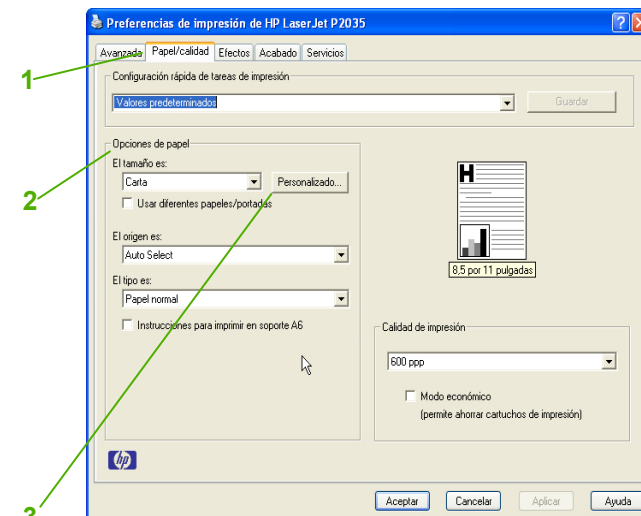 Preferencias de impresión de HP LaserJet P2035
Avanzada Papel/calidad Efectos Acabado Servicios
1
Configuración rápida de tareas de impresión
Valores predeterminados
Guardar
Opciones de papel
El tamaño es:
Carta
Personalizado...
2
Usar diferentes papeles/portadas
El origen es:
Auto Select
El tipo es:
Papel normal
Instrucciones para imprimir en soporte A6
H
8,5 por 11 pulgadas
Calidad de impresión
600 ppp
Modo económico
(permite ahorrar cartuchos de impresión)
hp
3
Aceptar Cancelar Aplicar Ayuda